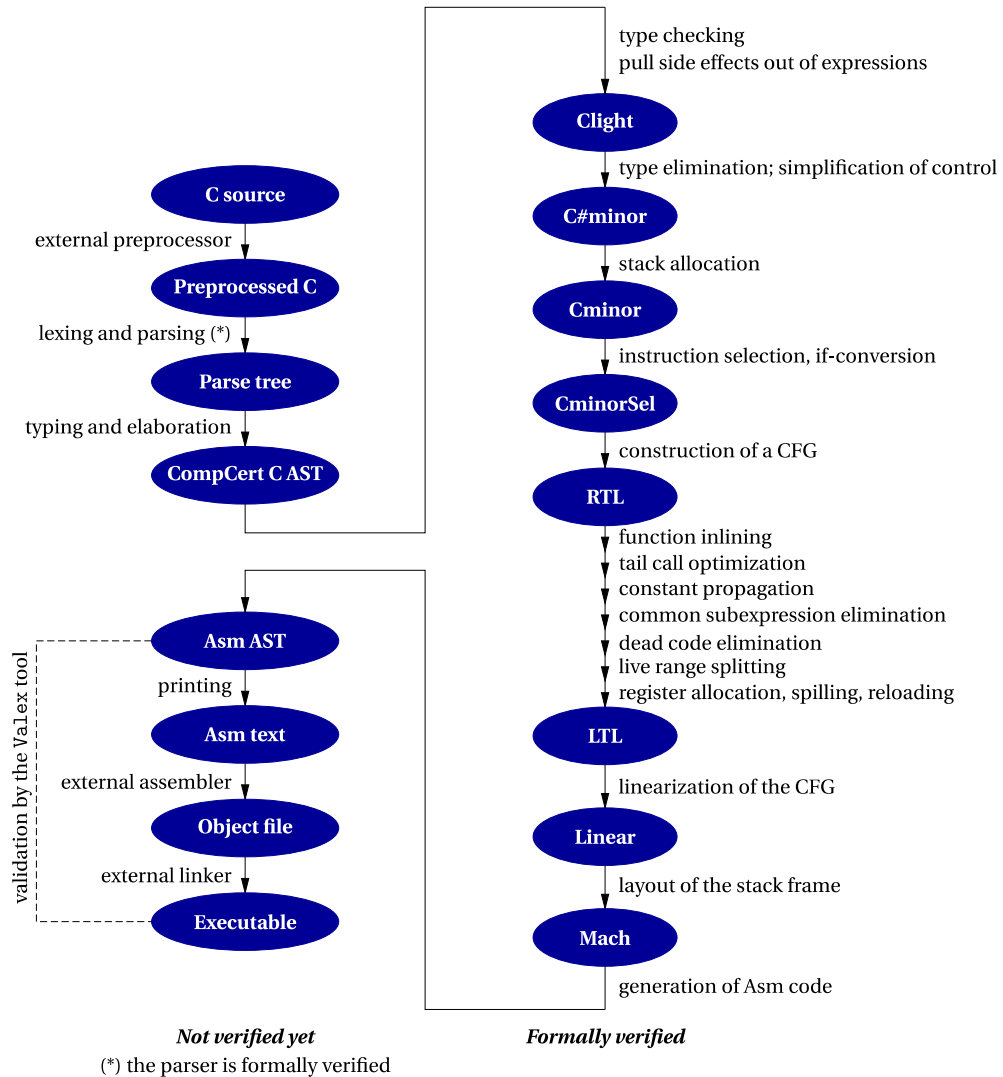 C source
external preprocessor
Preprocessed C
lexing and parsing (*)
Parse tree
typing and elaboration
CompCert C AST
type checking
pull side effects out of expressions
Clight
type elimination; simplification of control
C#minor
stack allocation
Cminor
instruction selection, if-conversion
CminorSel
construction of a CFG
RTL
function inlining
tail call optimization
constant propagation
common subexpression elimination
dead code elimination
live range splitting
register allocation, spilling, reloading
LTL
linearization of the CFG
Linear
layout of the stack frame
Mach
generation of Asm code
Asm AST
printing
Asm text
external assembler
Object file
external linker
Executable
validation by the Valex tool
Not verified yet
(*) the parser is formally verified
Formally verified